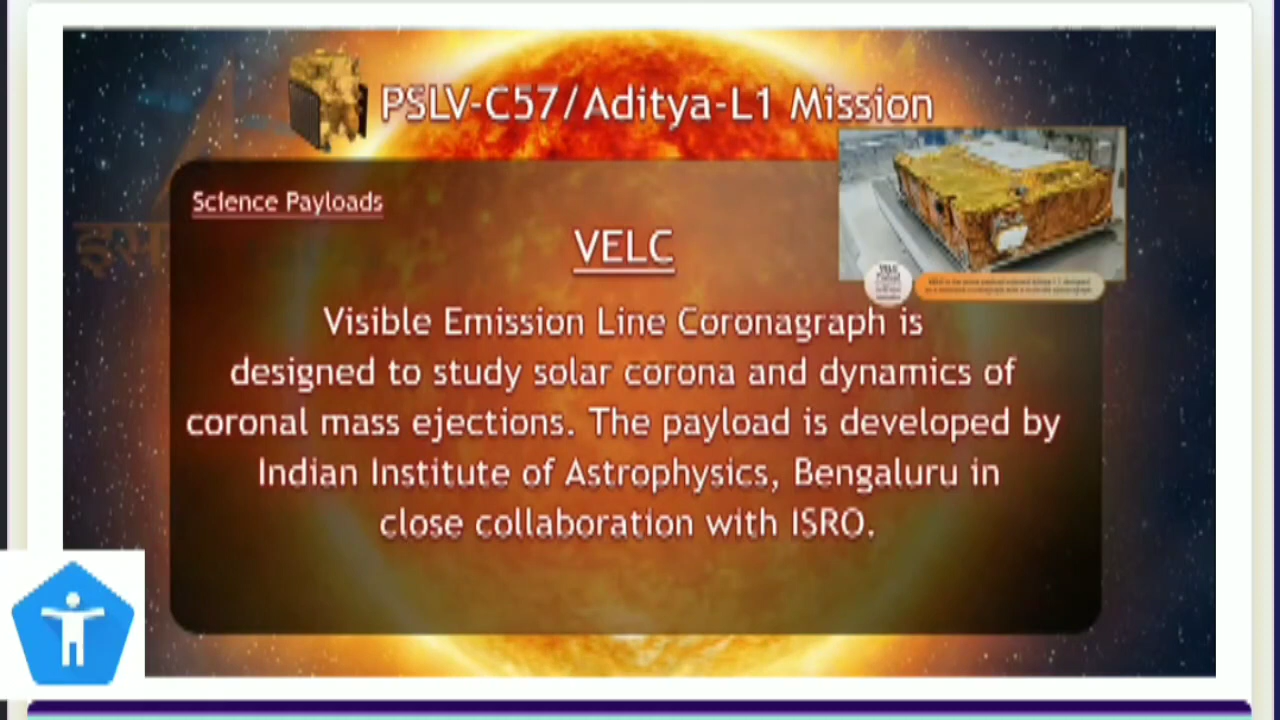 PSLV-C57/Aditya-L1 Mission
Science Payloads
VELC
Visible Emission Line Coronagraph is
designed to study solar corona and dynamics of
coronal mass ejections. The payload is developed by
Indian Institute of Astrophysics, Bengaluru in
close collaboration with ISRO.